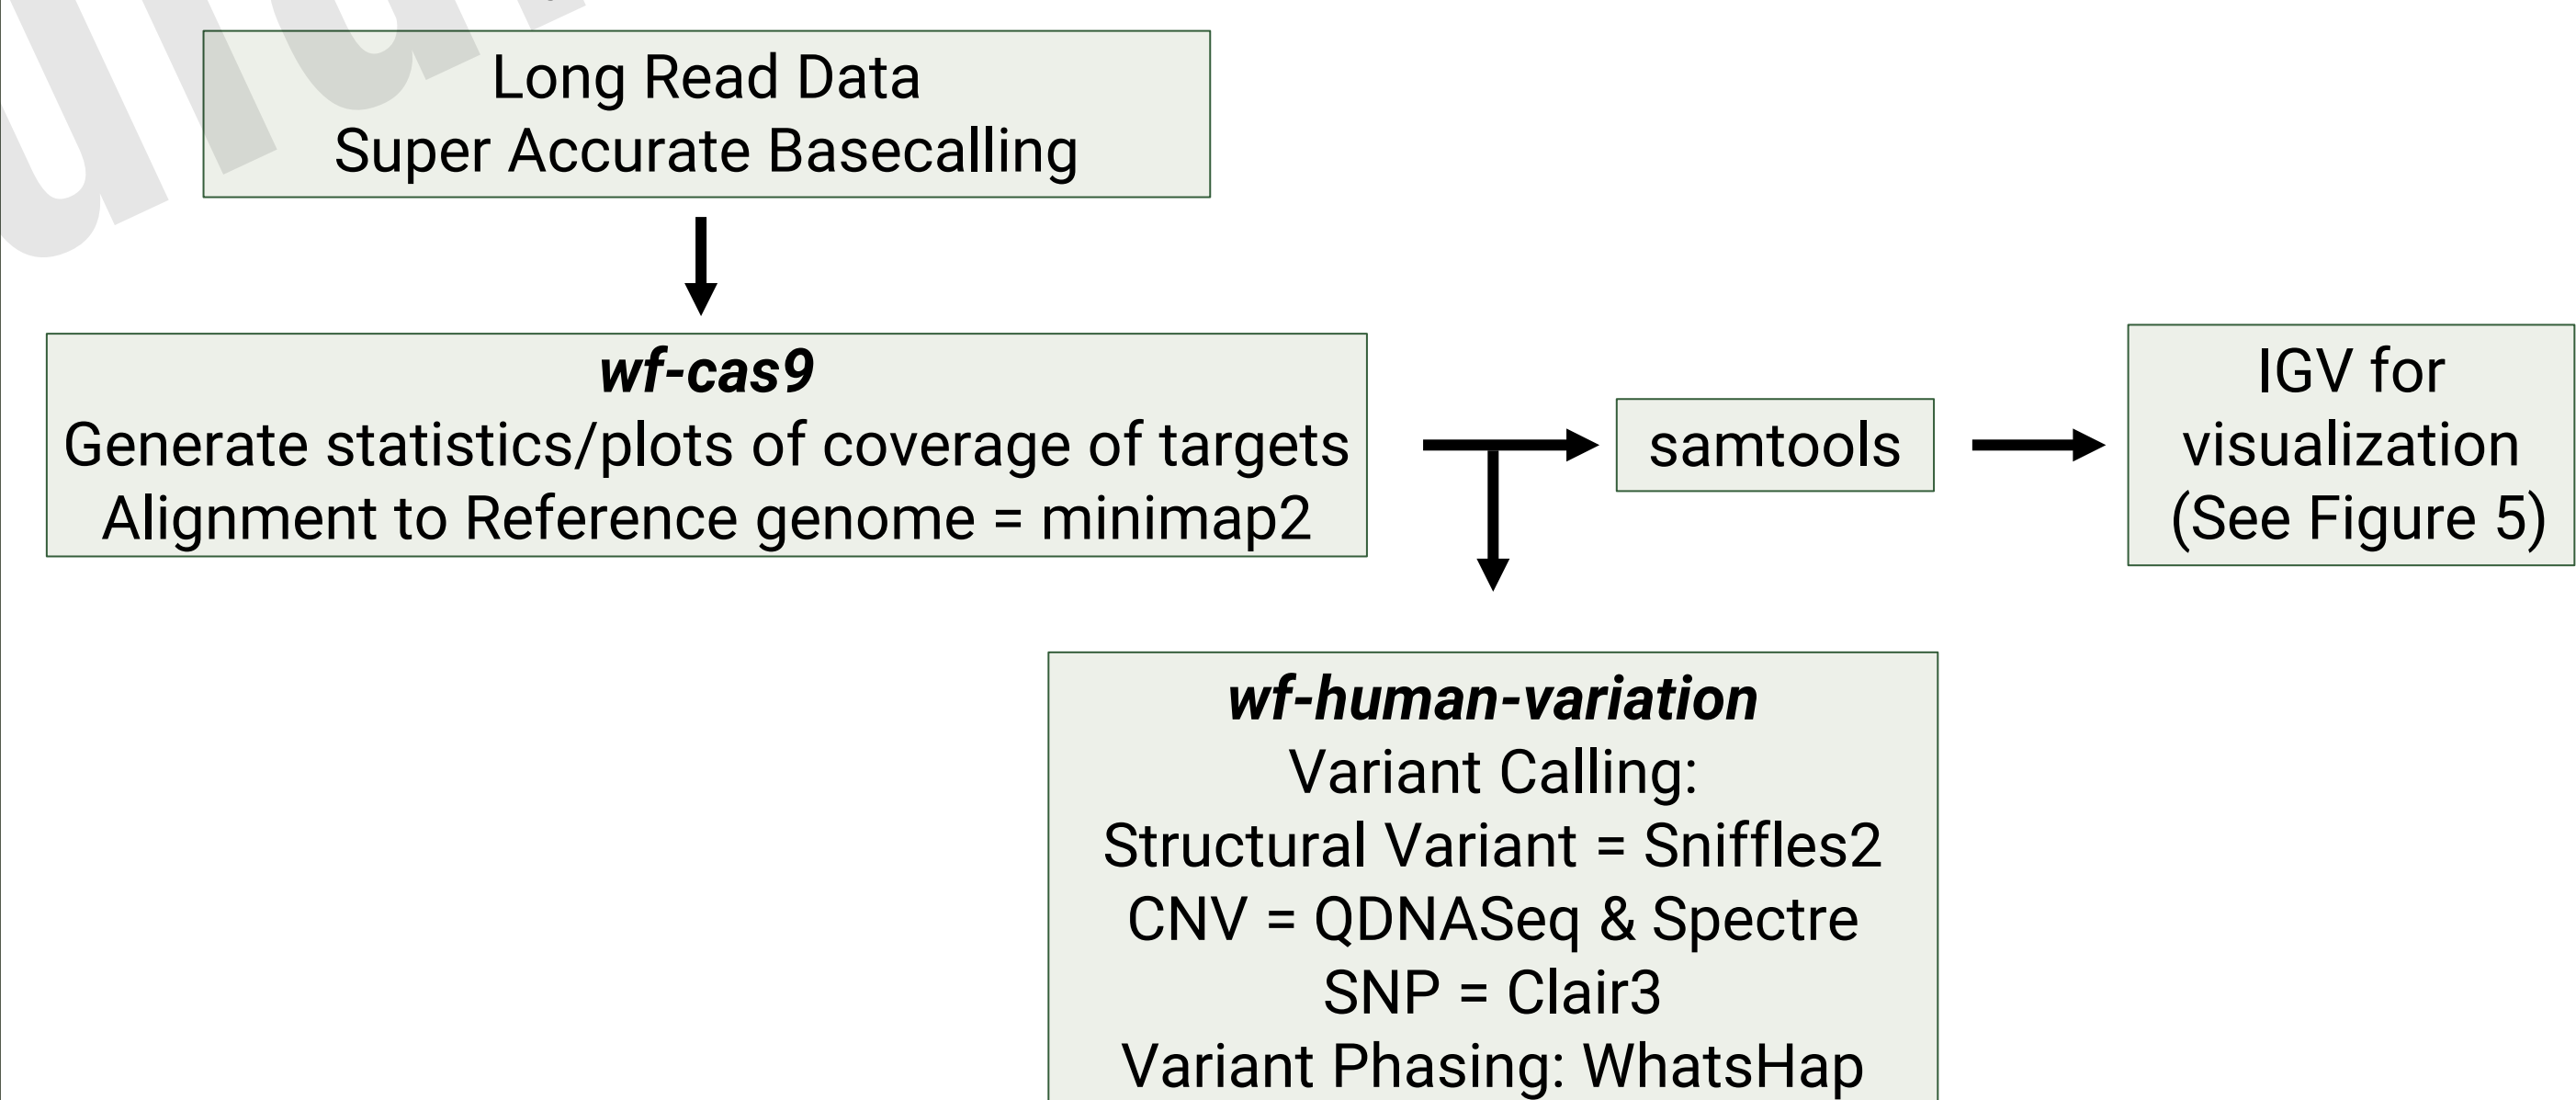 Long Read Data
Super Accurate Basecalling
wf-cas9
Generate statistics/plots of coverage of targets
Alignment to Reference genome = minimap2
samtools
IGV for
visualization
(See Figure 5)
wf-human-variation
Variant Calling:
Structural Variant = Sniffles2
CNV = QDNASeq & Spectre
SNP = Clair3
Variant Phasing: WhatsHap